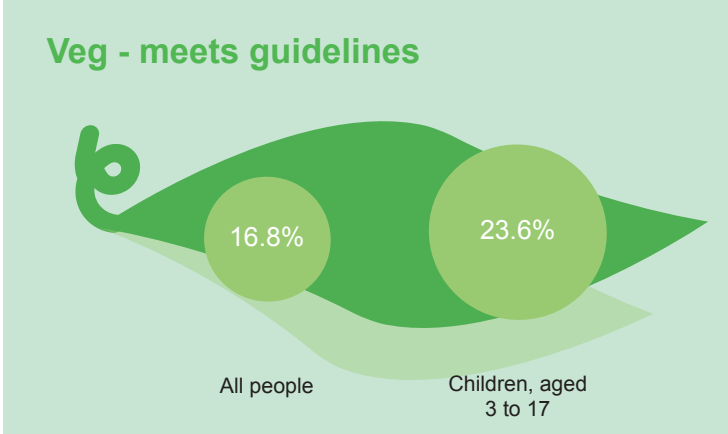 Veg - meets guidelines
16.8%
23.6%
All people
Children, aged
3 to 17